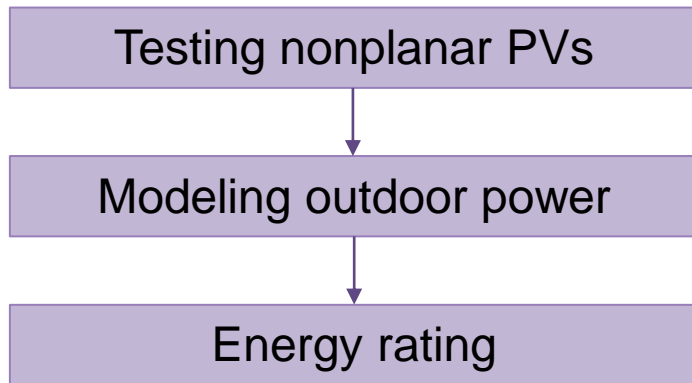 Testing nonplanar PVs
Modeling outdoor power
Energy rating